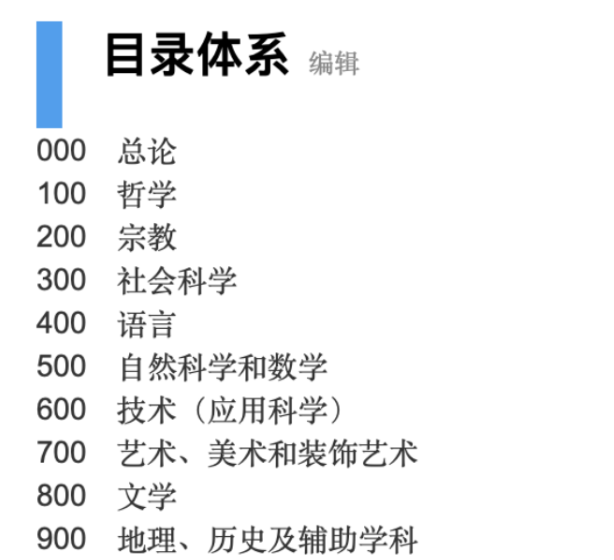 目录体系 编辑
000 总论
100 哲学
200 宗教
300 社会科学
400 语言
500 自然科学和数学
600 技术（应用科学）
700 艺术、美术和装饰艺术
800 文学
900 地理、历史及辅助学科